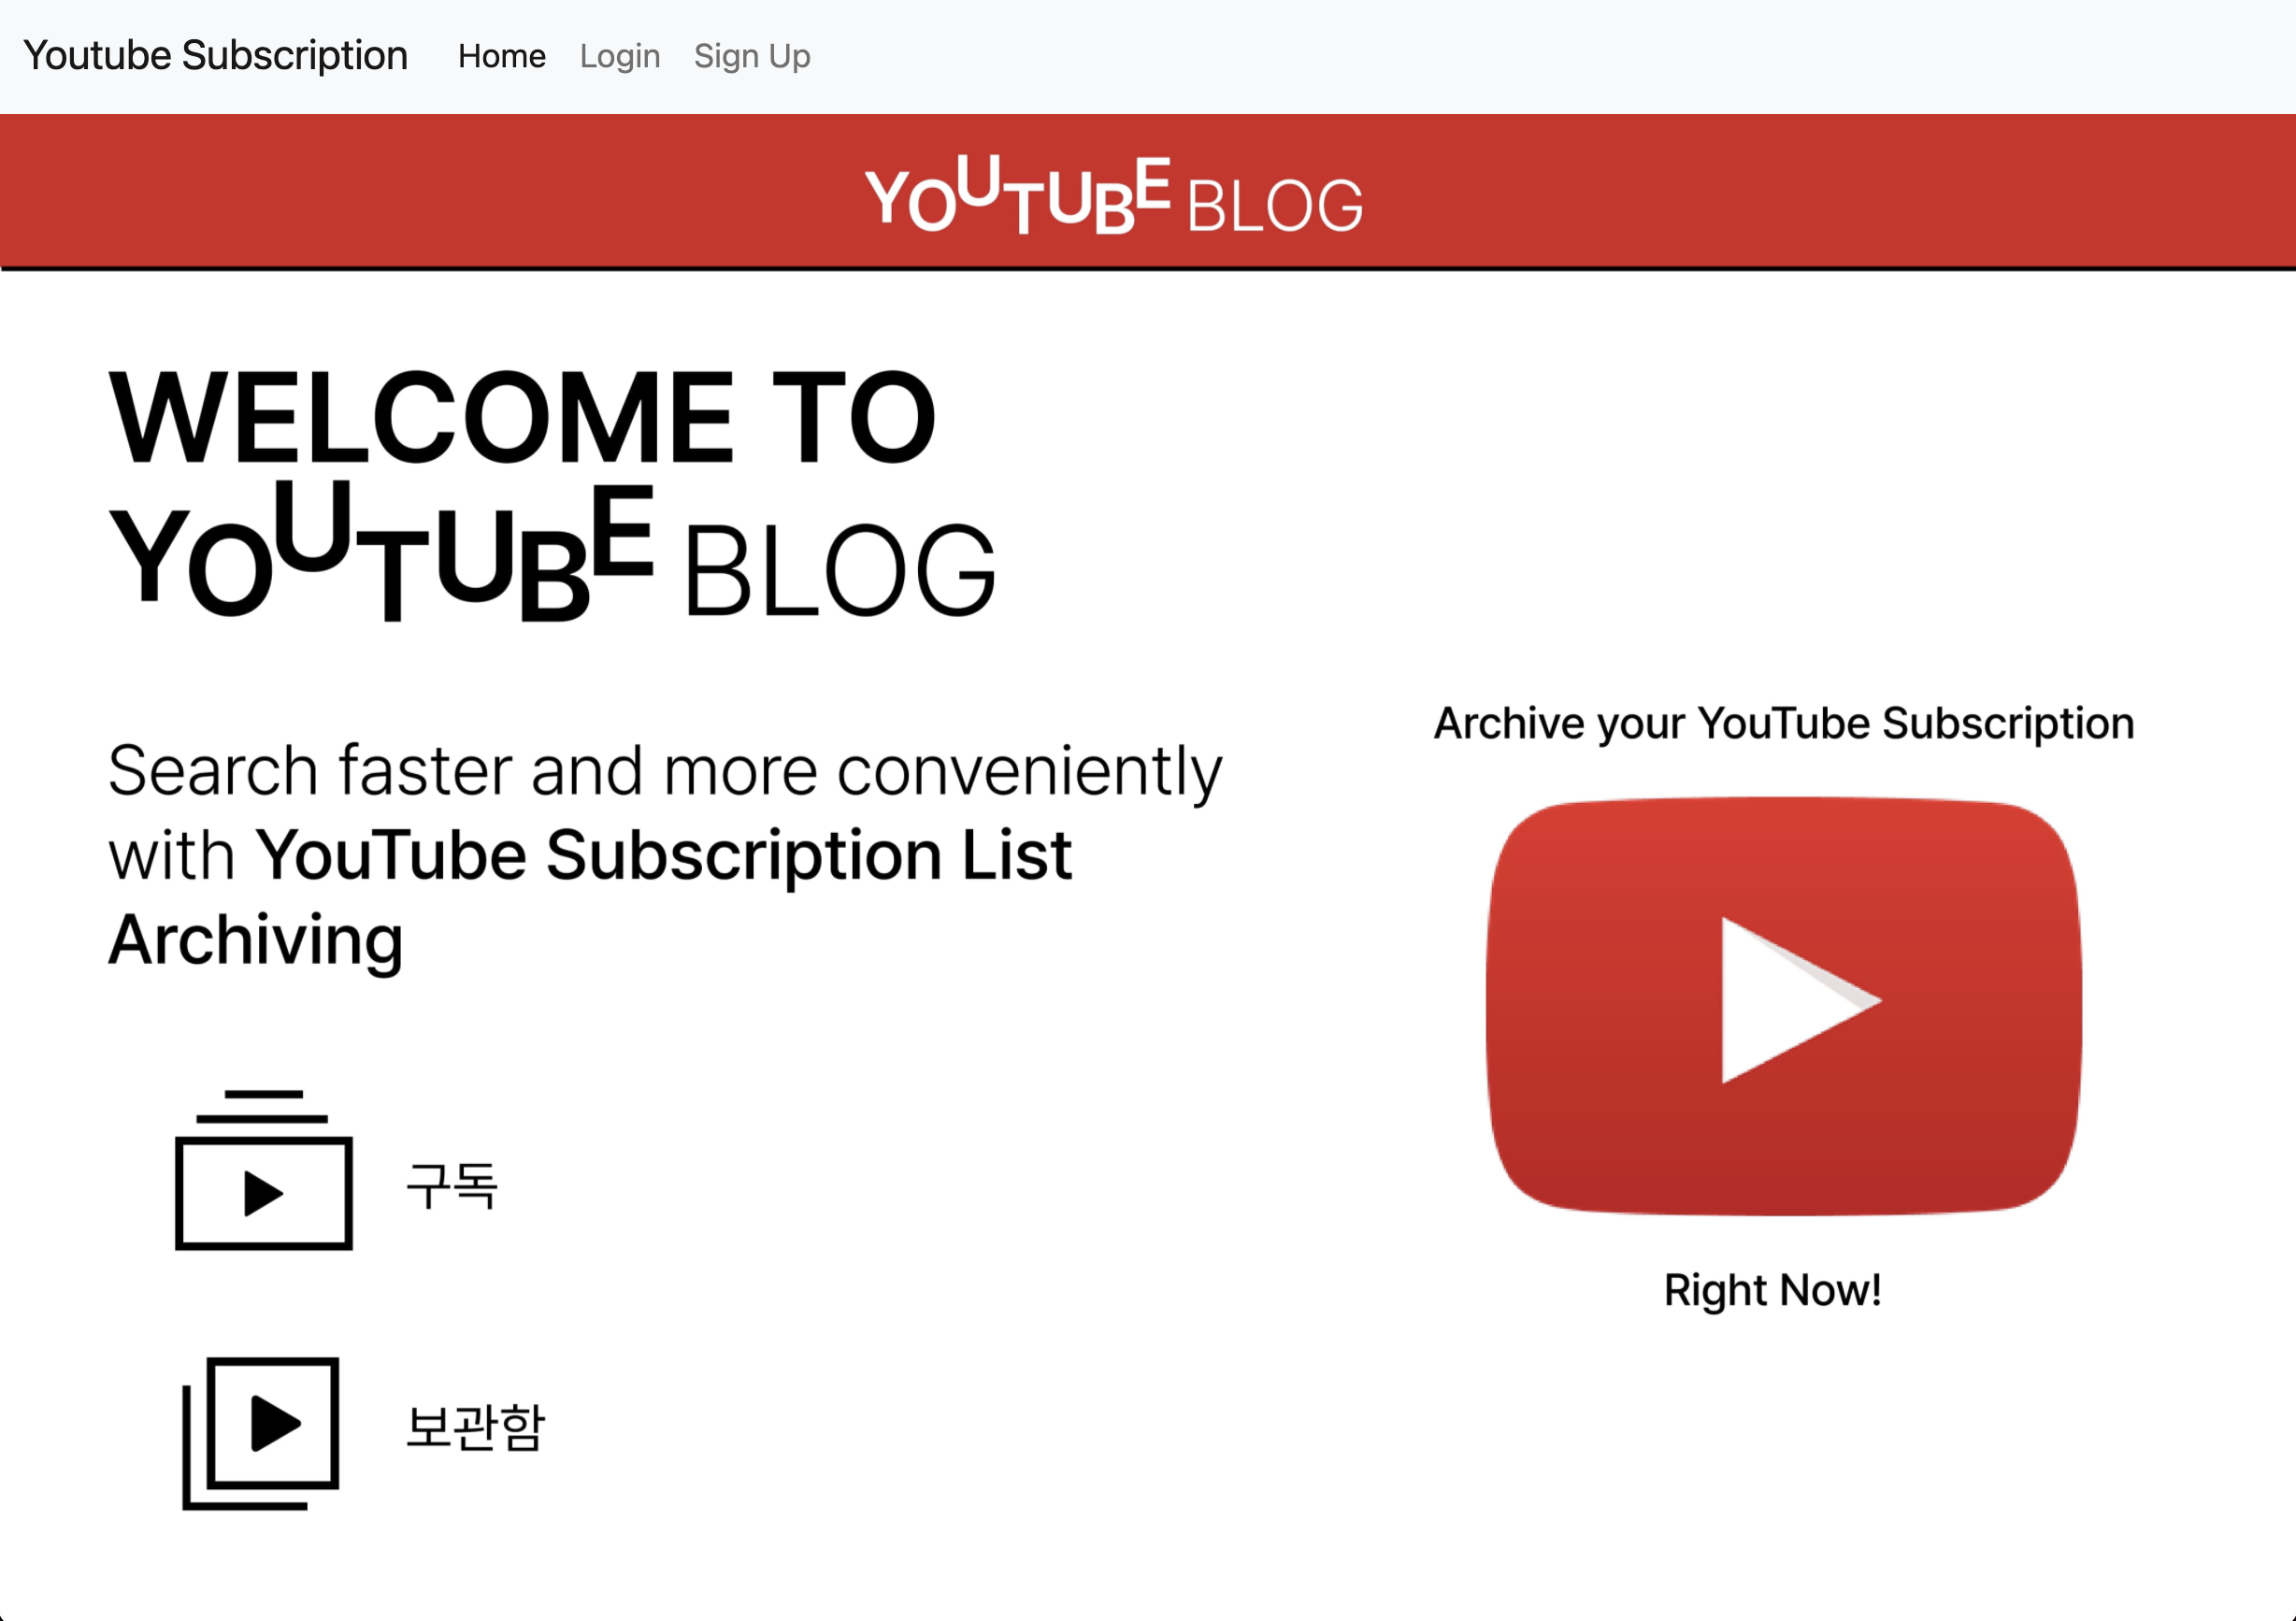 Youtube Subscription Home Login Sign Up
YOUTUBE BLOG
WELCOME TO
YOUTUBE BLOG
Search faster and more conveniently
with YouTube Subscription List
Archiving
구독
보관함
Archive your YouTube Subscription
Right Now!